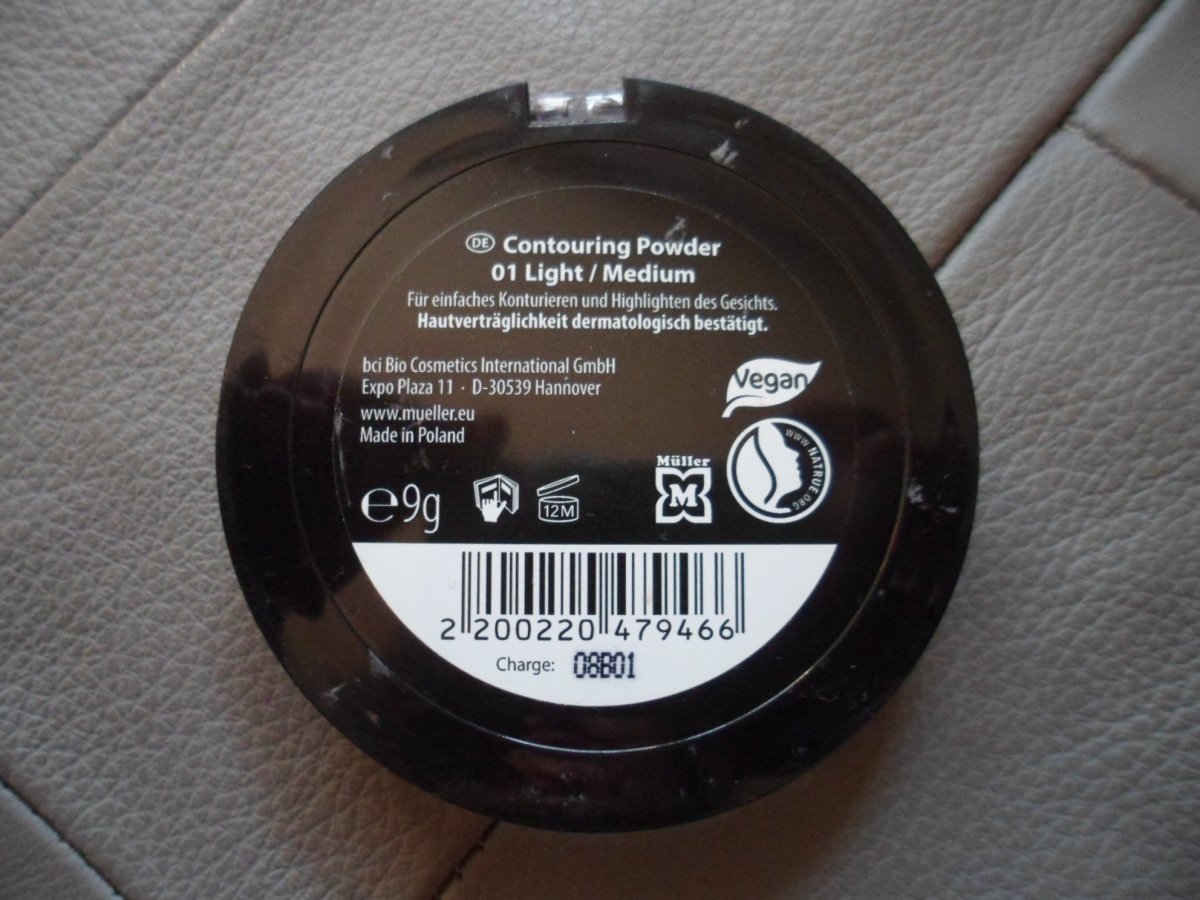 DE Contouring Powder
01 Light / Medium
Für einfaches Konturieren und Highlighten des Gesichts.
Hautverträglichkeit dermatologisch bestätigt.
bci Bio Cosmetics International GmbH
Expo Plaza 11 · D-30539 Hannover
www.mueller.eu
Made in Poland
Vegan
WWW.NATRUE.ORG
Müller
M
℮9g
12M
2 200220 479466
Charge: 08B01